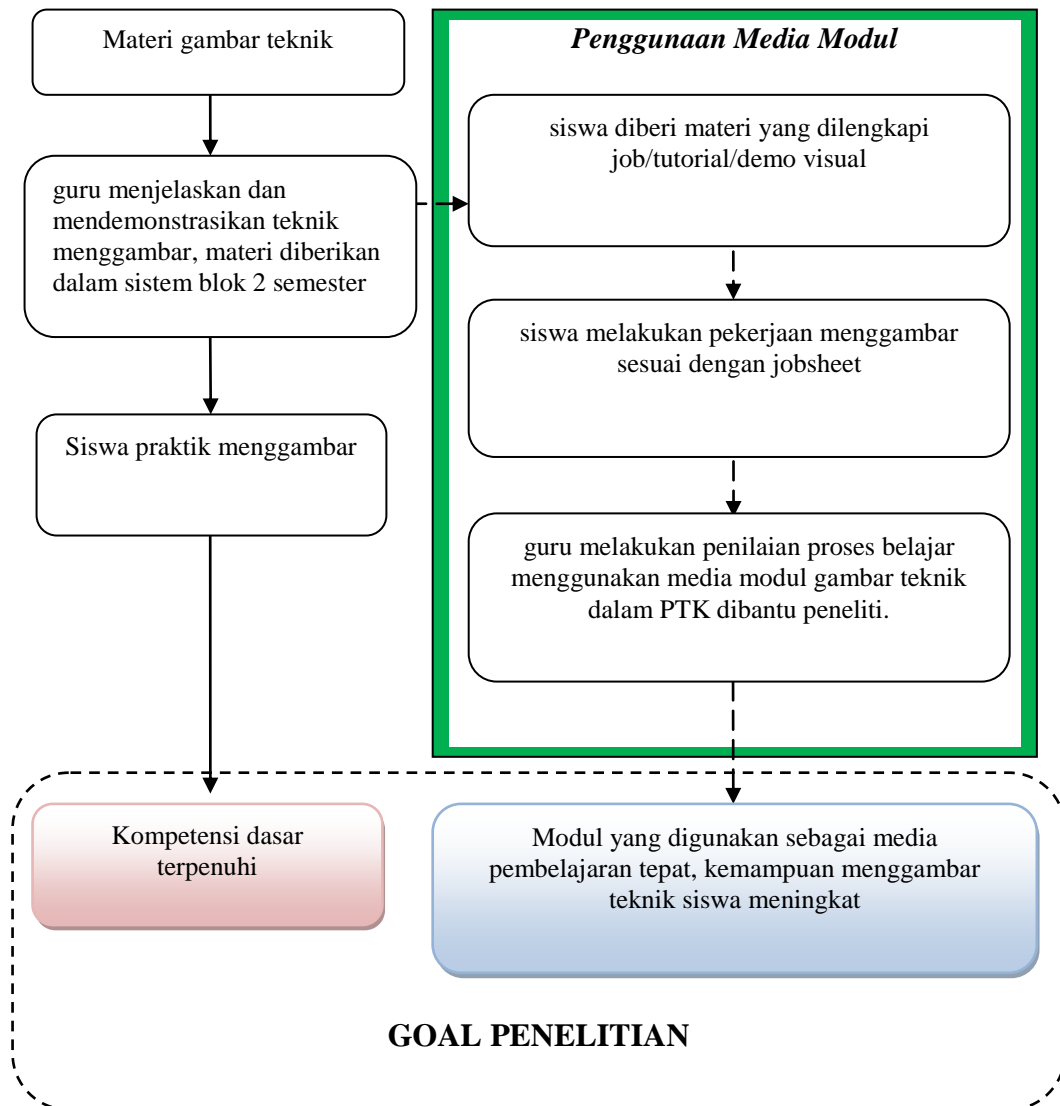 Materi gambar teknik
guru menjelaskan dan
mendemonstrasikan teknik
menggambar, materi diberikan
dalam sistem blok 2 semester
Siswa praktik menggambar
Penggunaan Media Modul
siswa diberi materi yang dilengkapi
job/tutorial/demo visual
siswa melakukan pekerjaan menggambar
sesuai dengan jobsheet
guru melakukan penilaian proses belajar
menggunakan media modul gambar teknik
dalam PTK dibantu peneliti.
Kompetensi dasar
terpenuhi
Modul yang digunakan sebagai media
pembelajaran tepat, kemampuan menggambar
teknik siswa meningkat
GOAL PENELITIAN